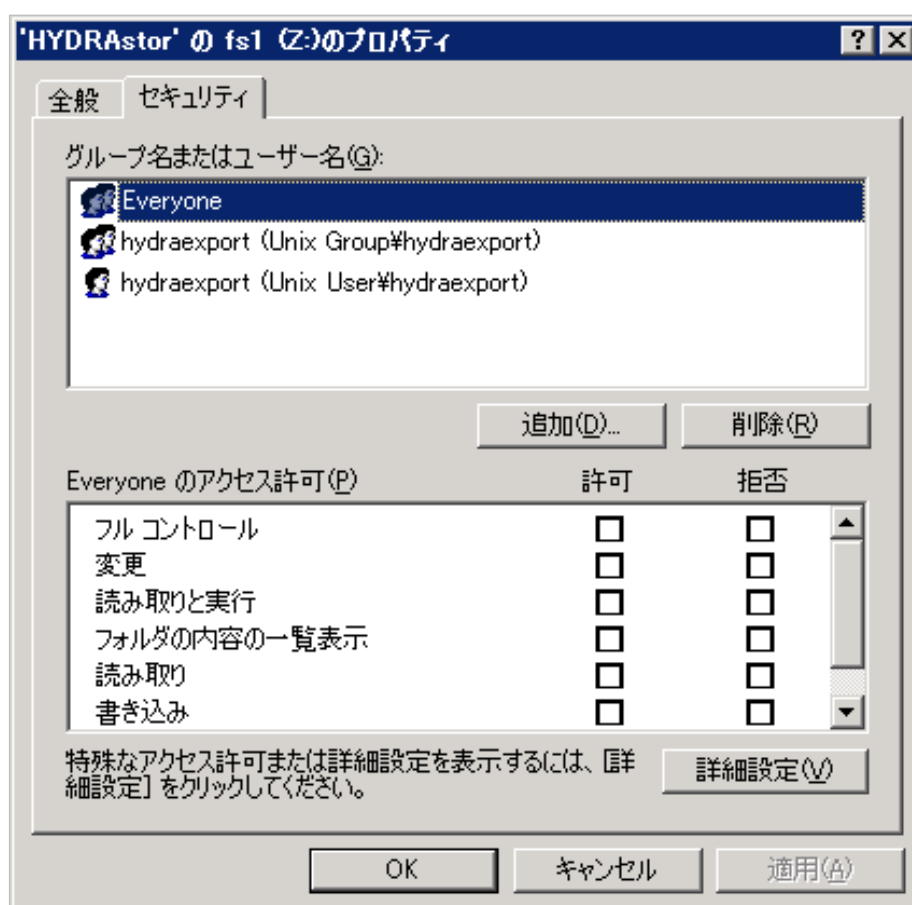 'HYDRAstor' の fs1 (Z:)のプロパティ
全般 セキュリティ
グループ名またはユーザー名(G):
Everyone
hydraexport (Unix Group¥hydraexport)
hydraexport (Unix User¥hydraexport)
追加(D)... 削除(R)
Everyone のアクセス許可(P) 許可 拒否
フル コントロール
変更
読み取りと実行
フォルダの内容の一覧表示
読み取り
書き込み
特殊なアクセス許可または詳細設定を表示するには、[詳
細設定] をクリックしてください。
詳細設定(V)
OK キャンセル 適用(A)